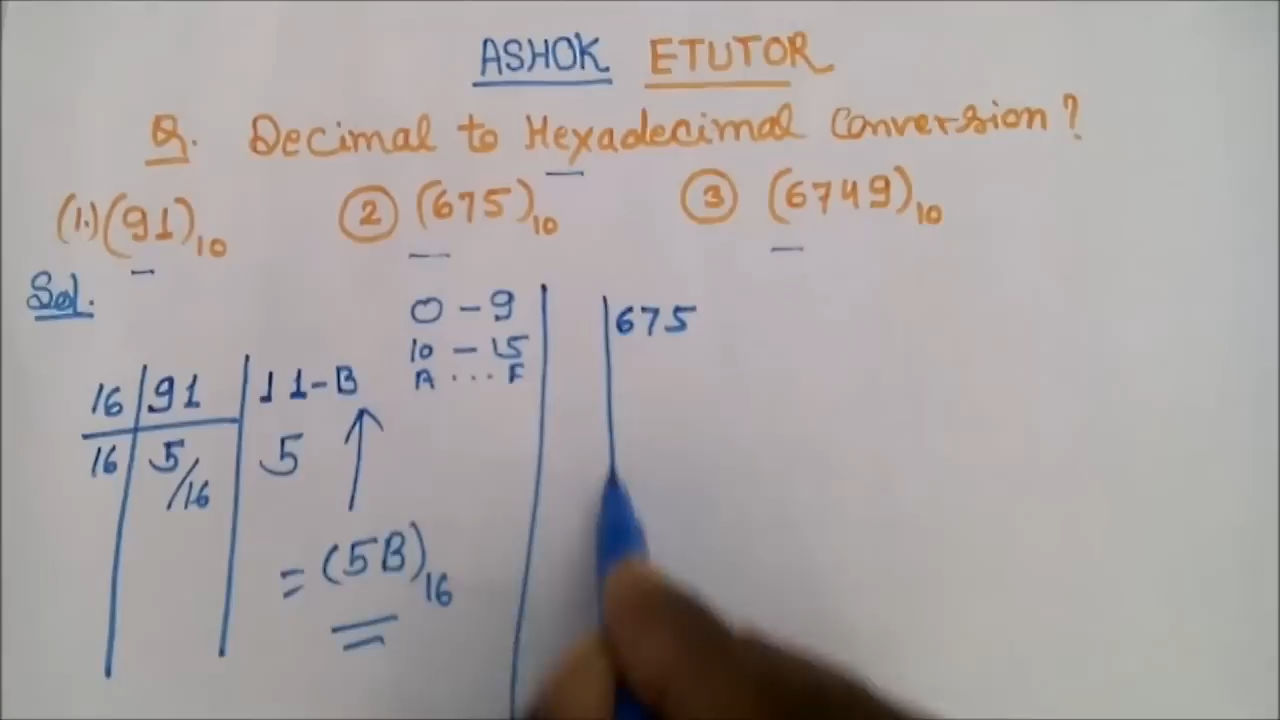 ASHOK ETUTOR
Q. Decimal to Hexadecimal Conversion?
(1.) (91)10
2 (675)10
3 (6749)10
Sol.
16 91 11-B
16 5/16 5
= (5B)16
0 - 9
10 - 15
A ... F
675